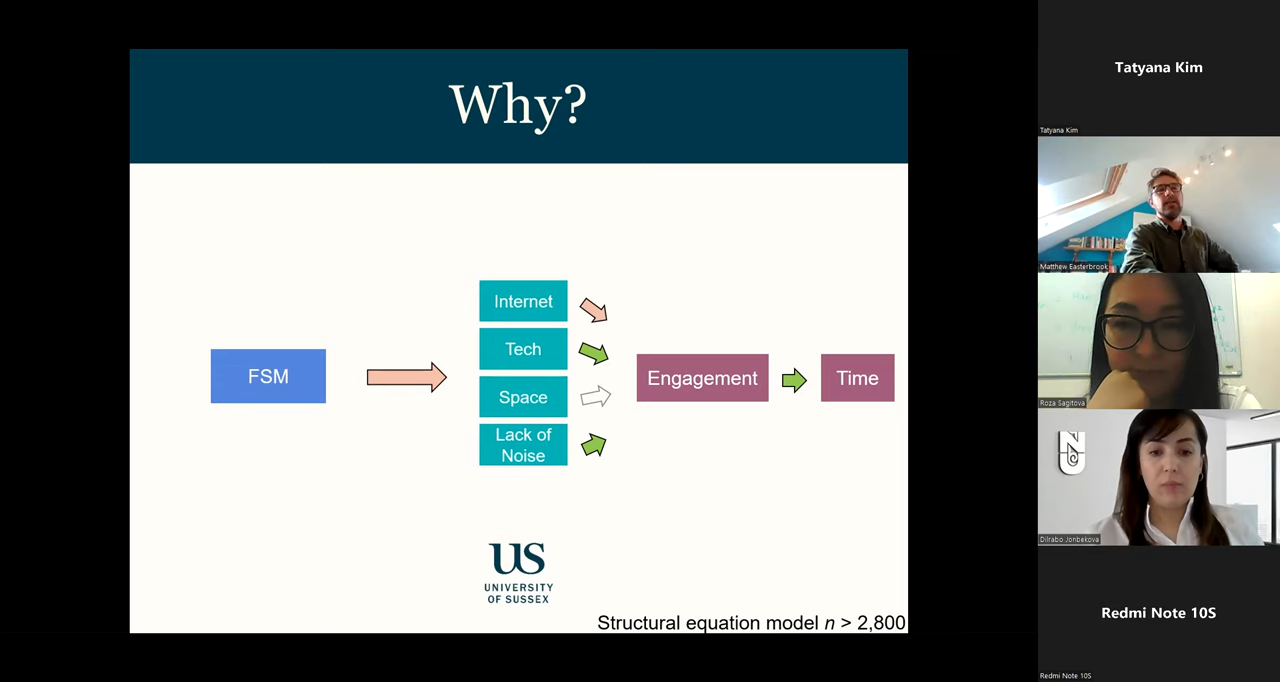 Why?
FSM
Internet
Tech
Space
Lack of
Noise
Engagement
Time
US
UNIVERSITY
OF SUSSEX
Structural equation model n > 2,800
Tatyana Kim
Tatyana Kim
Matthew Easterbrook
Roza Sagitova
Dilrabo Jonbekova
Redmi Note 10S
Redmi Note 10S